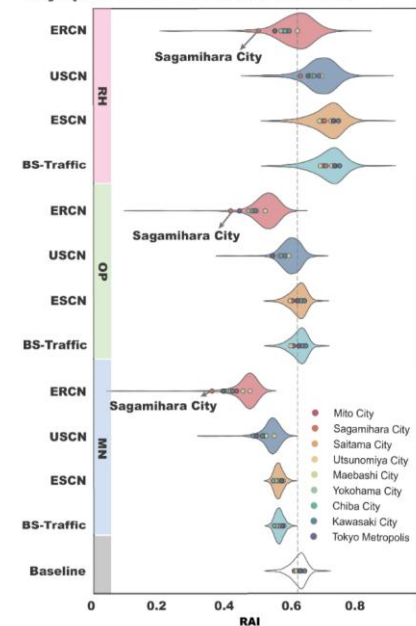 RH
ERCN
Sagamihara City
USCN
ESCN
BS-Traffic
OP
ERCN
Sagamihara City
USCN
ESCN
BS-Traffic
MN
ERCN
Sagamihara City
USCN
ESCN
BS-Traffic
Baseline
Mito City
Sagamihara City
Saitama City
Utsunomiya City
Maebashi City
Yokohama City
Chiba City
Kawasaki City
Tokyo Metropolis
0 0.2 0.4 0.6 0.8
RAI